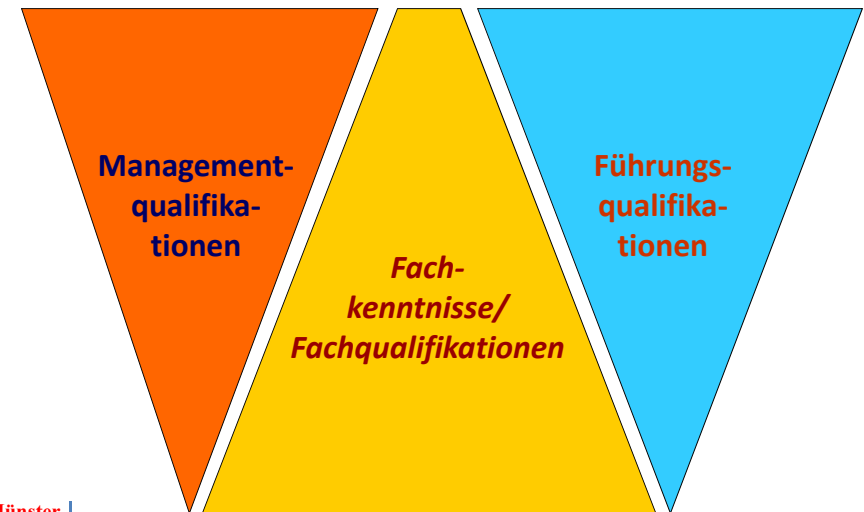 Management-
qualifika-
tionen
Fach-
kenntnisse/
Fachqualifikationen
Führungs-
qualifika-
tionen